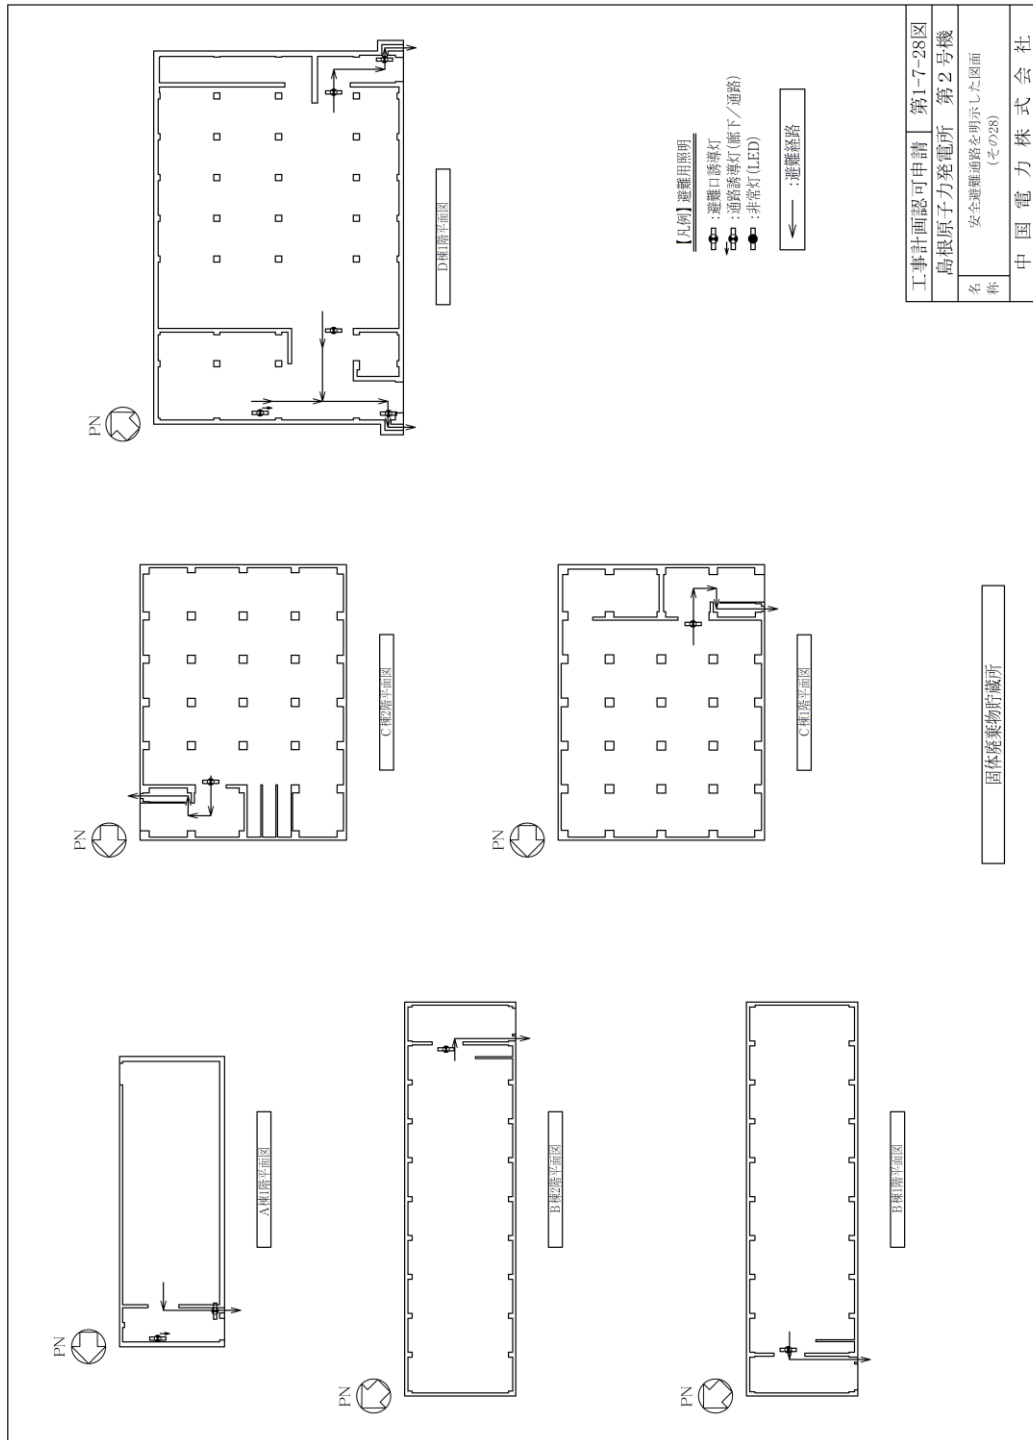 PN
A棟1階平面図
PN
B棟2階平面図
PN
B棟1階平面図
PN
C棟2階平面図
PN
C棟1階平面図
PN
D棟1階平面図
【凡例】避難用照明
:避難口誘導灯
:通路誘導灯(廊下/通路)
:非常灯(LED)
:避難経路
固体廃棄物貯蔵所
工事計画認可申請 第1-7-28図
島根原子力発電所 第2号機
名称 安全避難通路を明示した図面
(その28)
中国電力株式会社